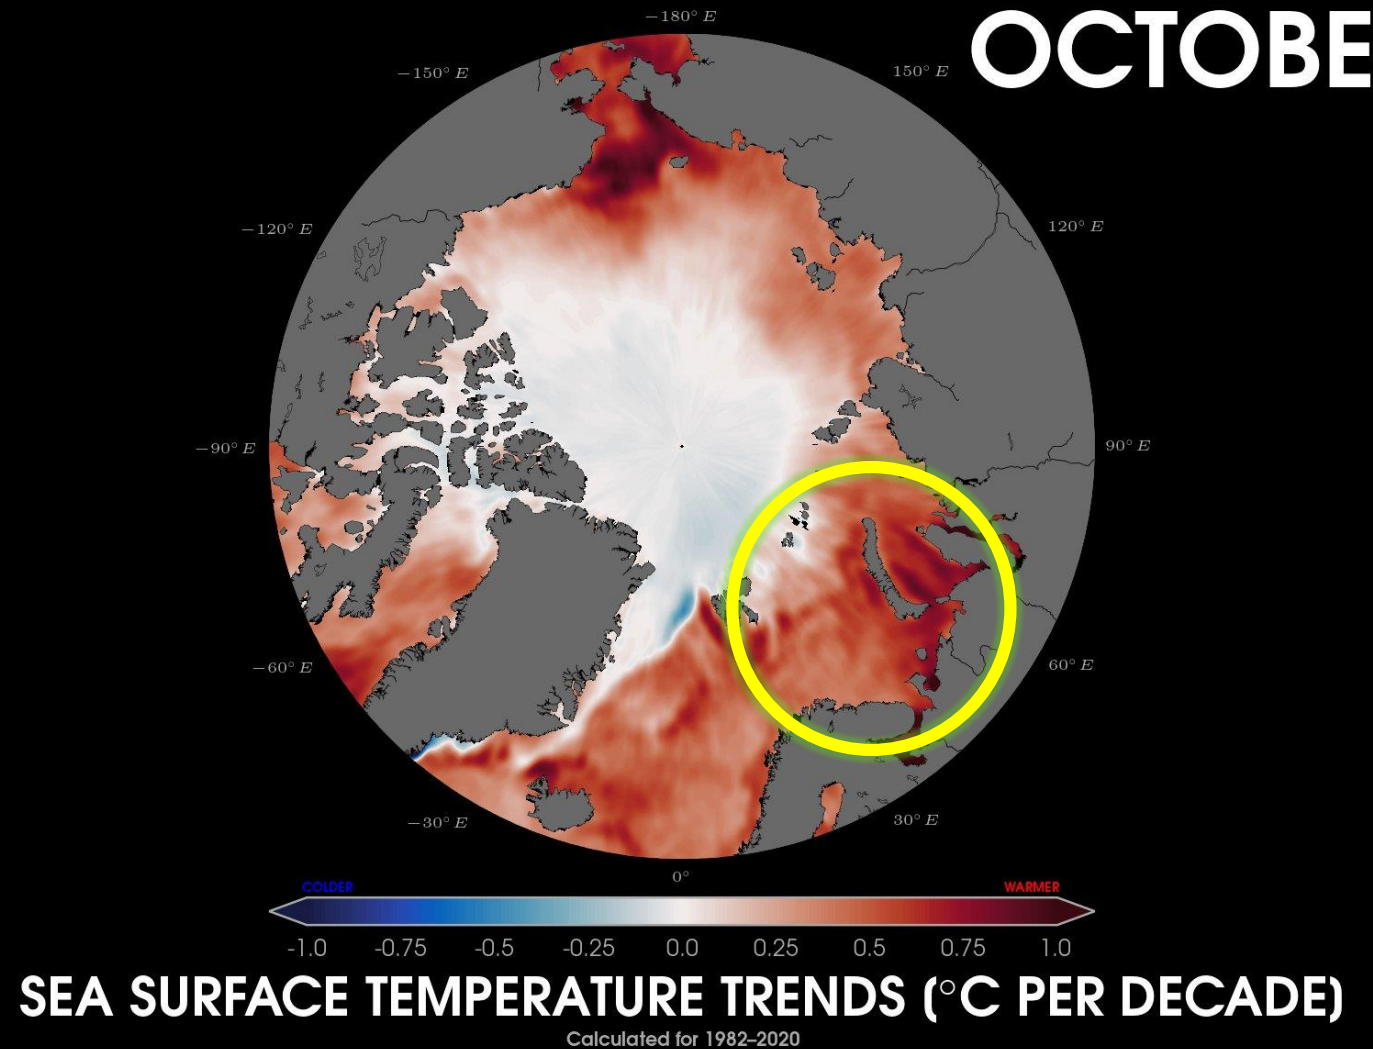 OCTOBE
−180° E
−150° E
150° E
−120° E
120° E
−90° E
90° E
−60° E
60° E
−30° E
30° E
0°
COLDER
WARMER
-1.0 -0.75 -0.5 -0.25 0.0 0.25 0.5 0.75 1.0
SEA SURFACE TEMPERATURE TRENDS (°C PER DECADE)
Calculated for 1982–2020